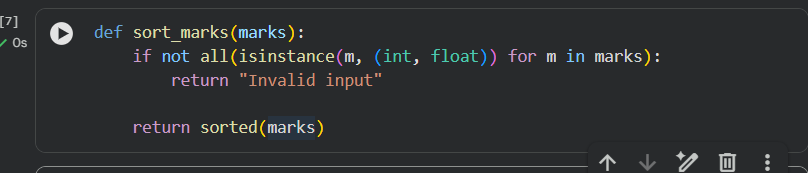 [7]
0s
def sort_marks(marks):
    if not all(isinstance(m, (int, float)) for m in marks):
        return "Invalid input"
    return sorted(marks)